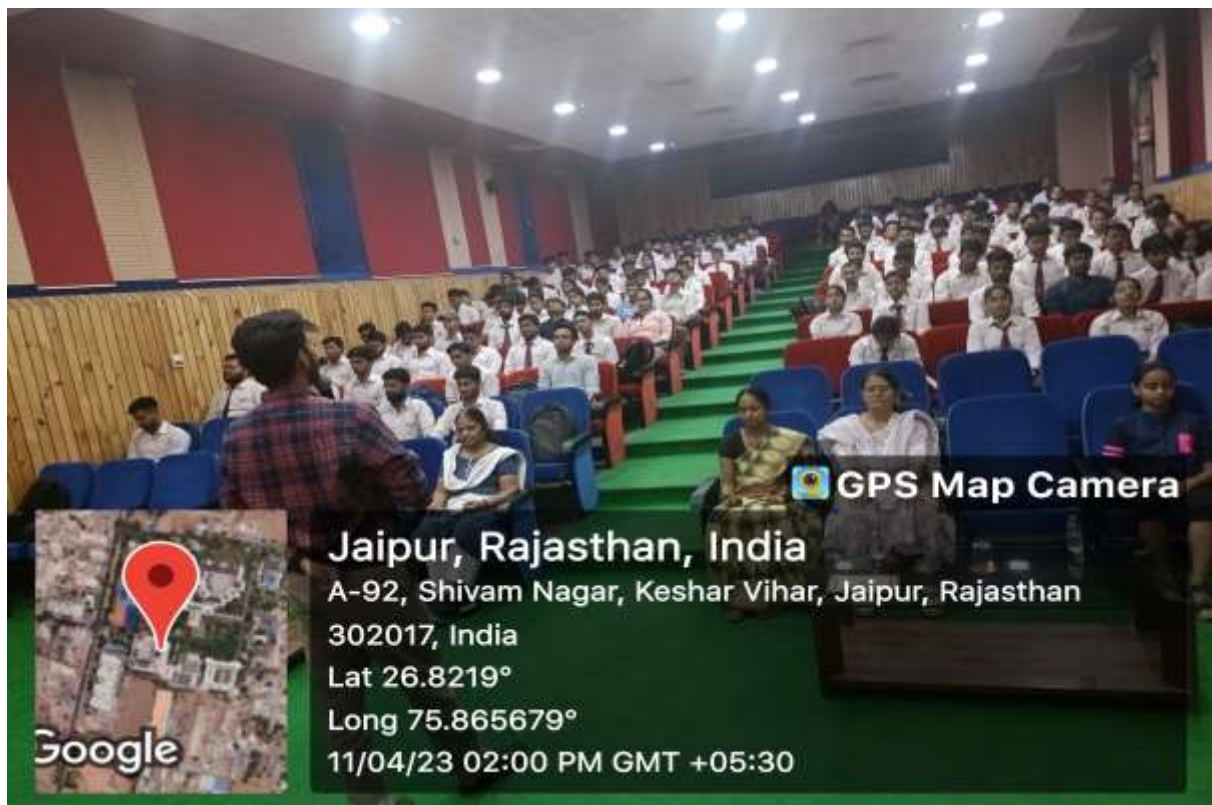 GPS Map Camera
Jaipur, Rajasthan, India
A-92, Shivam Nagar, Keshar Vihar, Jaipur, Rajasthan
302017, India
Lat 26.8219°
Long 75.865679°
11/04/23 02:00 PM GMT +05:30
Google